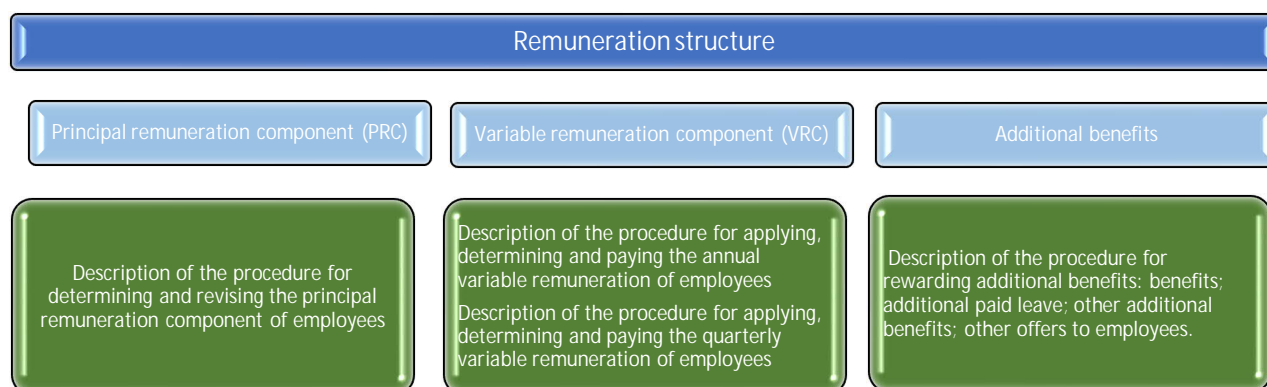 Remuneration structure
Principal remuneration component (PRC)
Variable remuneration component (VRC)
Additional benefits
Description of the procedure for
determining and revising the principal
remuneration component of employees
Description of the procedure for applying,
determining and paying the annual
variable remuneration of employees
Description of the procedure for applying,
determining and paying the quarterly
variable remuneration of employees
Description of the procedure for
rewarding additional benefits: benefits;
additional paid leave; other additional
benefits; other offers to employees.